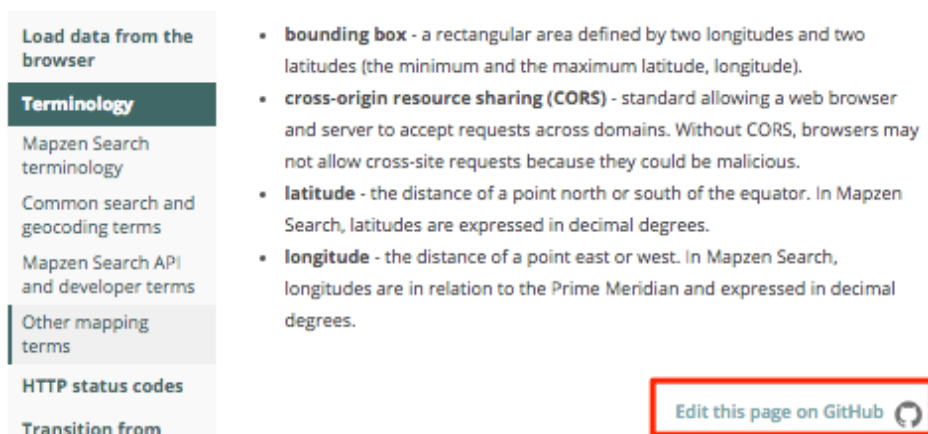 Load data from the
browser
Terminology
Mapzen Search
terminology
Common search and
geocoding terms
Mapzen Search API
and developer terms
Other mapping
terms
HTTP status codes
Transition from
• bounding box - a rectangular area defined by two longitudes and two
latitudes (the minimum and the maximum latitude, longitude).
• cross-origin resource sharing (CORS) - standard allowing a web browser
and server to accept requests across domains. Without CORS, browsers may
not allow cross-site requests because they could be malicious.
• latitude - the distance of a point north or south of the equator. In Mapzen
Search, latitudes are expressed in decimal degrees.
• longitude - the distance of a point east or west. In Mapzen Search,
longitudes are in relation to the Prime Meridian and expressed in decimal
degrees.
Edit this page on GitHub